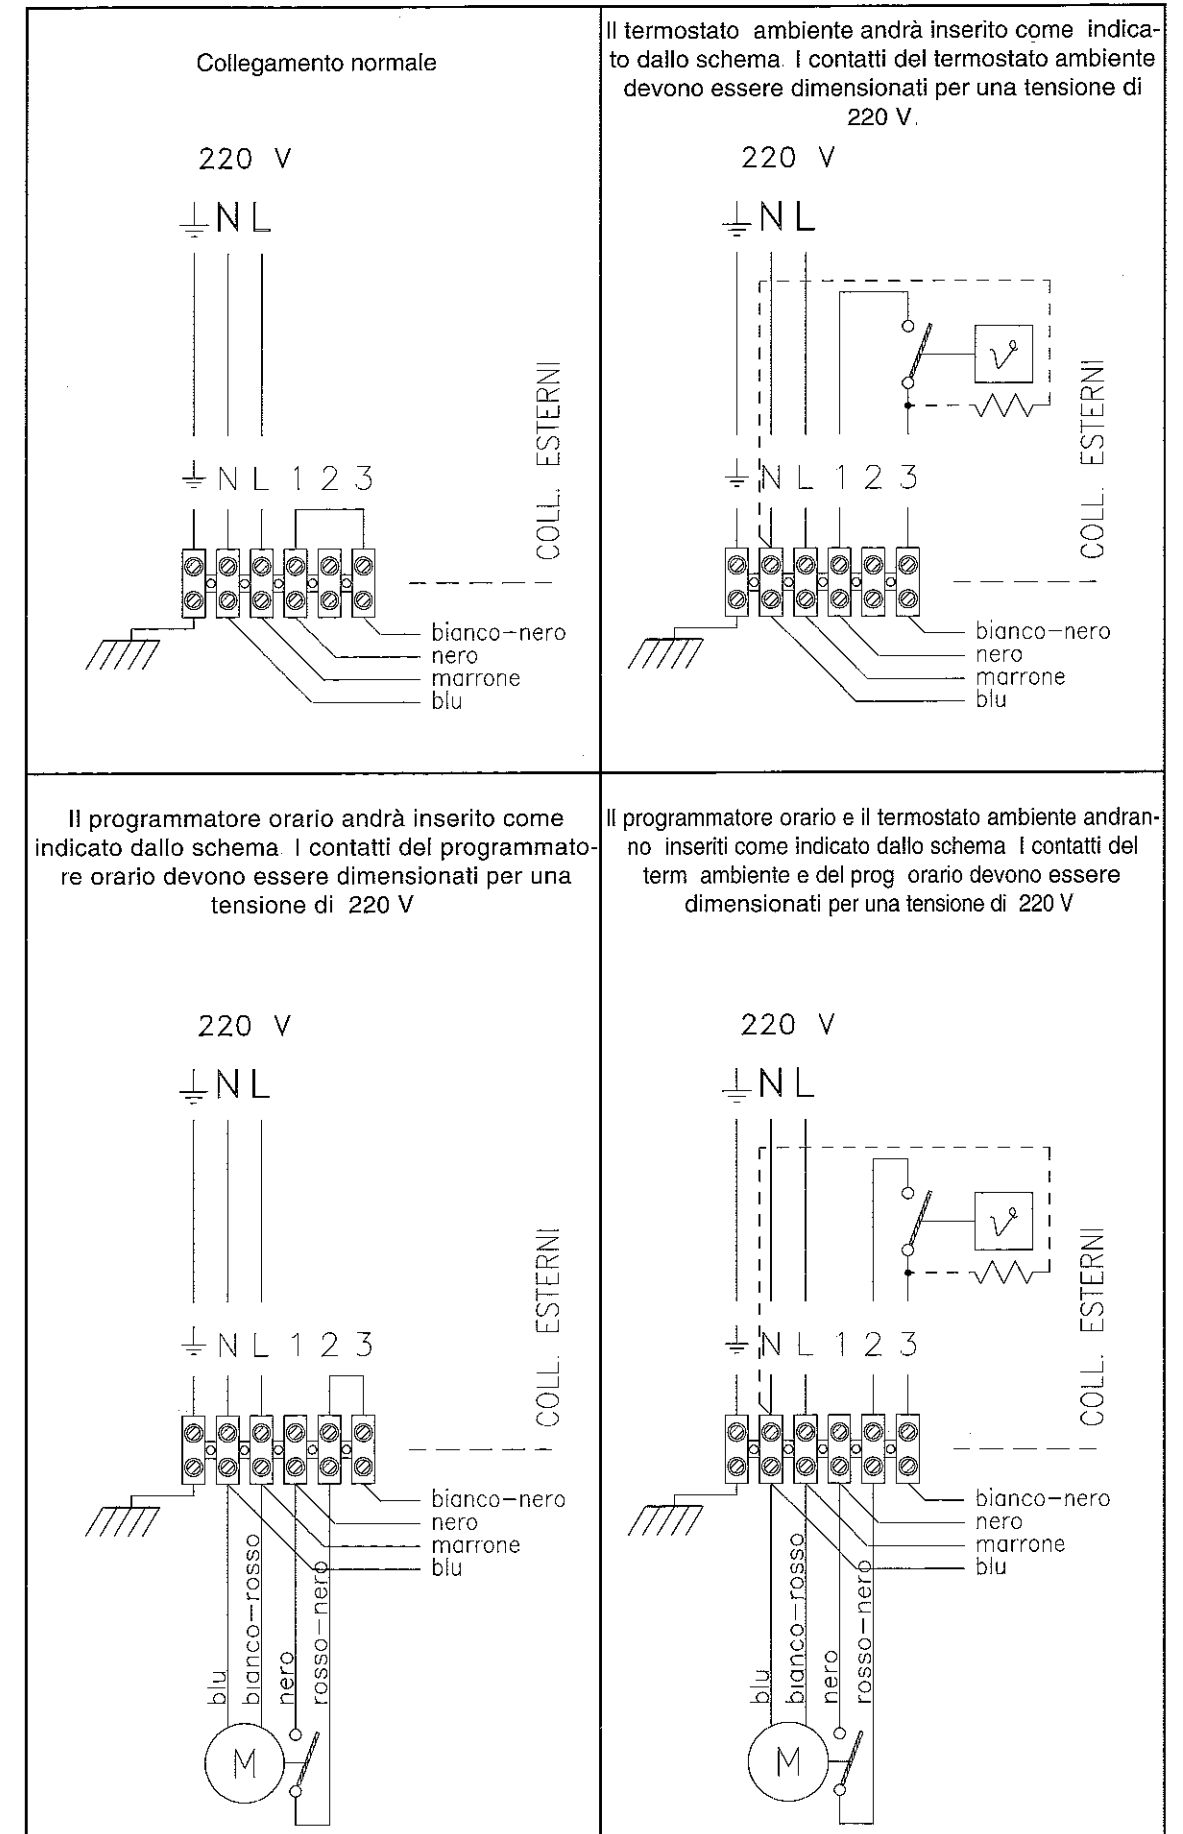 Collegamento normale
220 V
⏚ N L
COLL. ESTERNI
⏚ N L 1 2 3
bianco-nero
nero
marrone
blu
Il termostato ambiente andrà inserito come indica-
to dallo schema. I contatti del termostato ambiente
devono essere dimensionati per una tensione di
220 V.
220 V
⏚ N L
COLL. ESTERNI
⏚ N L 1 2 3
bianco-nero
nero
marrone
blu
Il programmatore orario andrà inserito come
indicato dallo schema. I contatti del programmato-
re orario devono essere dimensionati per una
tensione di 220 V
220 V
⏚ N L
COLL. ESTERNI
⏚ N L 1 2 3
bianco-nero
nero
marrone
blu
blu
bianco-rosso
nero
rosso-nero
M
Il programmatore orario e il termostato ambiente andran-
no inseriti come indicato dallo schema I contatti del
term ambiente e del prog orario devono essere
dimensionati per una tensione di 220 V
220 V
⏚ N L
COLL. ESTERNI
⏚ N L 1 2 3
bianco-nero
nero
marrone
blu
blu
bianco-rosso
nero
rosso-nero
M